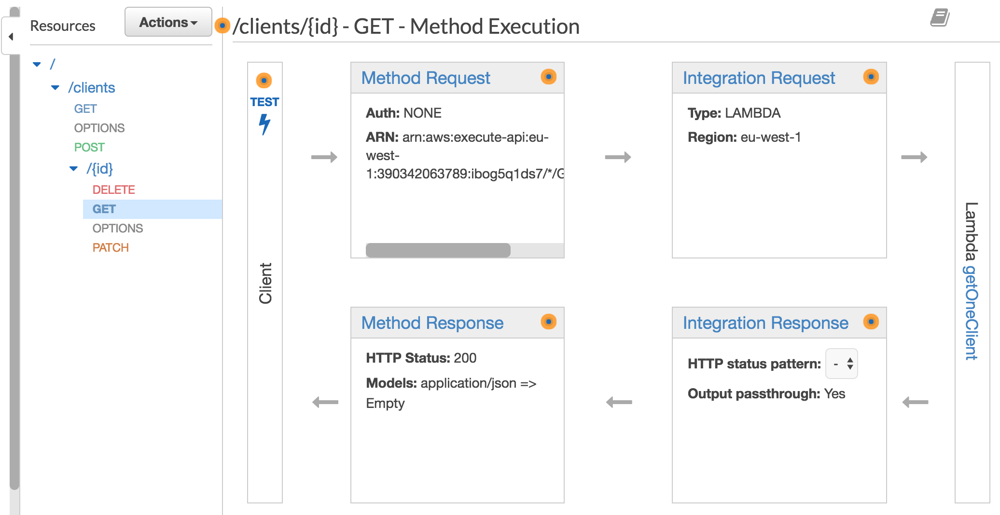 Resources
Actions
/
/clients
GET
OPTIONS
POST
/{id}
DELETE
GET
OPTIONS
PATCH
/clients/{id} - GET - Method Execution
TEST
Client
Method Request
Auth: NONE
ARN: arn:aws:execute-api:eu-
west-
1:390342063789:ibog5q1ds7/*/G
Integration Request
Type: LAMBDA
Region: eu-west-1
Lambda getOneClient
Method Response
HTTP Status: 200
Models: application/json =>
Empty
Integration Response
HTTP status pattern: -
Output passthrough: Yes